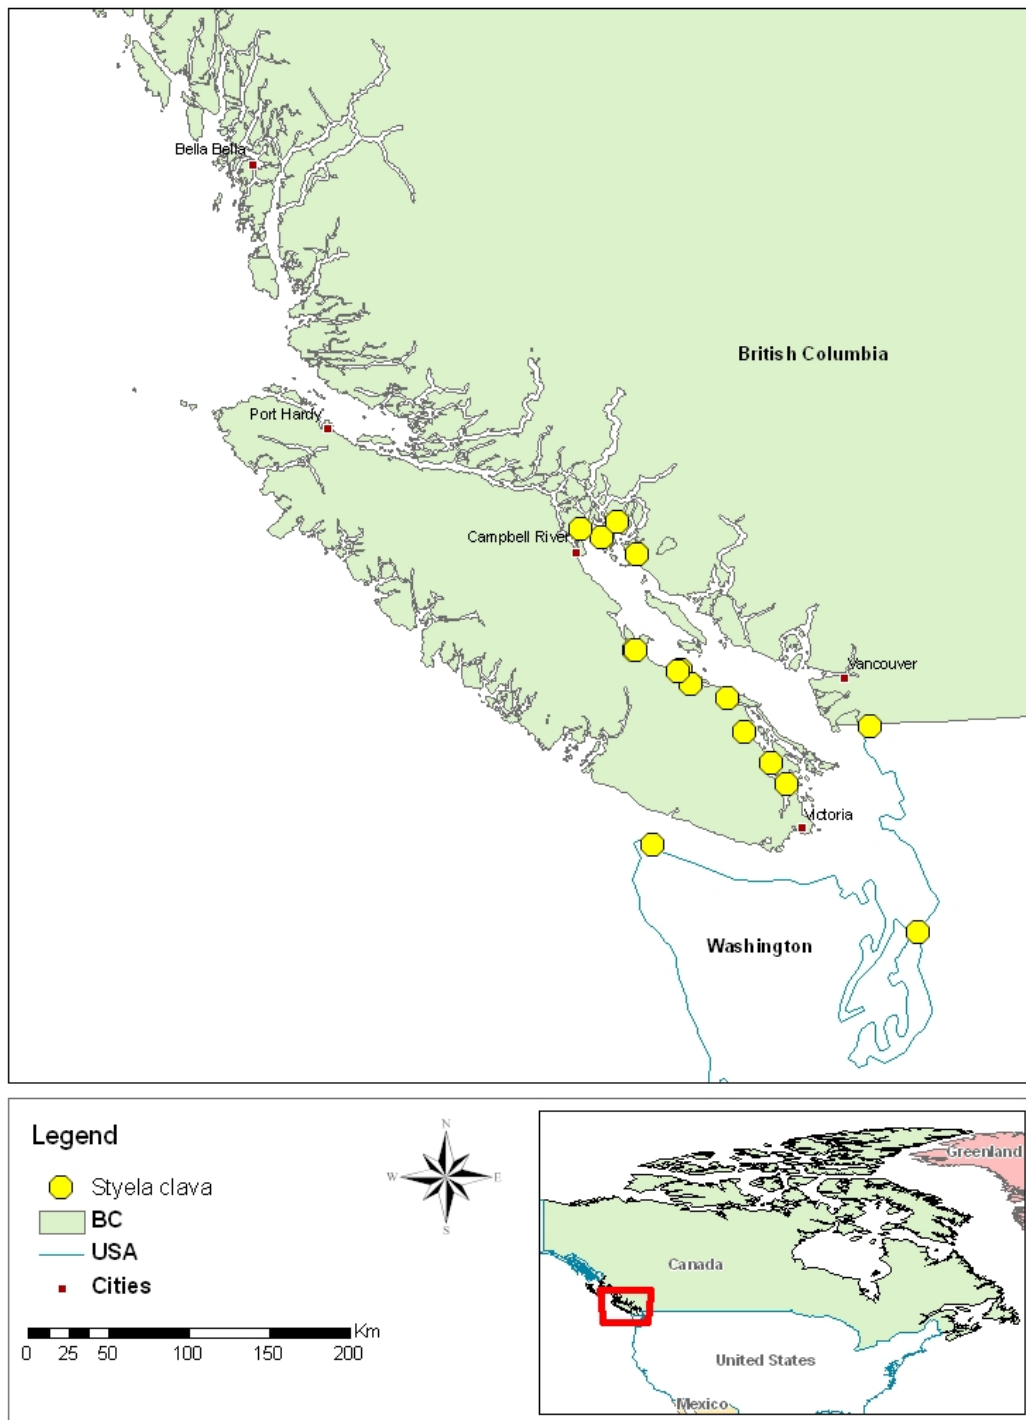 Bella Bella
British Columbia
Port Hardy
Campbell River
Vancouver
Victoria
Washington
Legend
Styela clava
BC
USA
Cities
Km
0 25 50 100 150 200
N
W E
S
Greenland
Canada
United States
Mexico